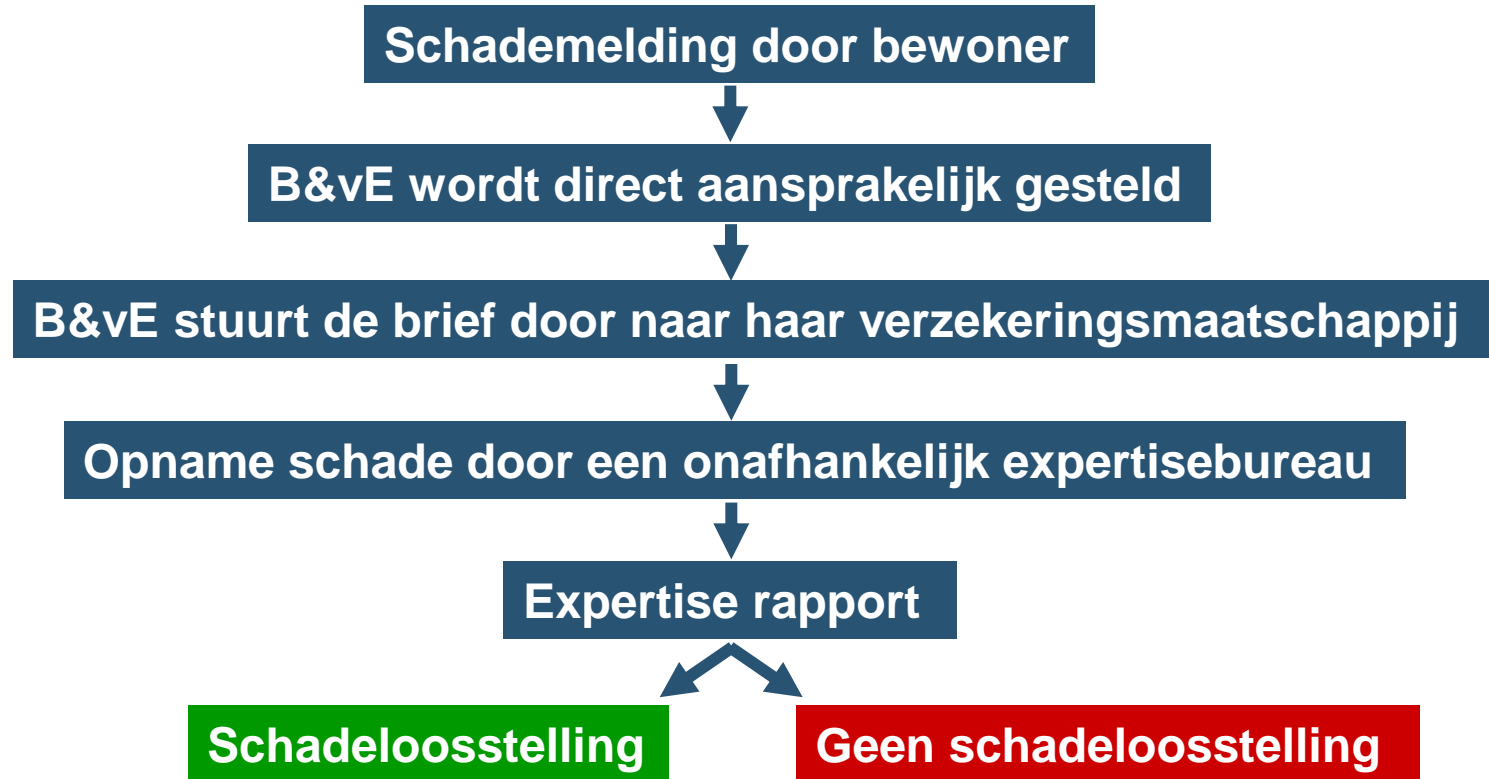 Schademelding door bewoner
B&vE wordt direct aansprakelijk gesteld
B&vE stuurt de brief door naar haar verzekeringsmaatschappij
Opname schade door een onafhankelijk expertisebureau
Expertise rapport
Schadeloosstelling
Geen schadeloosstelling